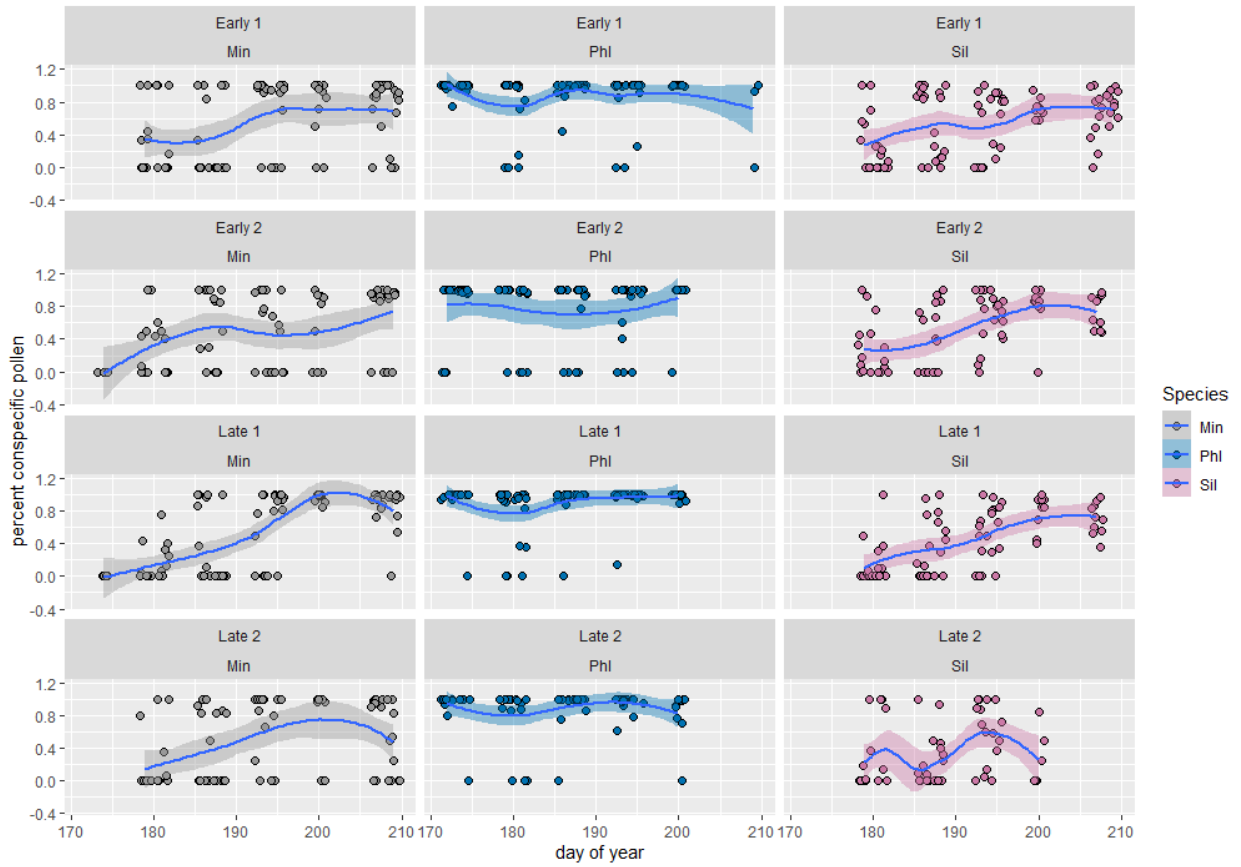 Early 1
Early 1
Early 1
Min
Phl
Sil
1.2
0.8
0.4
0.0
-0.4
Early 2
Early 2
Early 2
Min
Phl
Sil
1.2
0.8
0.4
0.0
-0.4
Late 1
Late 1
Late 1
Min
Phl
Sil
1.2
0.8
0.4
0.0
-0.4
Late 2
Late 2
Late 2
Min
Phl
Sil
1.2
0.8
0.4
0.0
-0.4
170 180 190 200 210 170 180 190 200 210 170 180 190 200 210
day of year
percent conspecific pollen
Species
Min
Phl
Sil